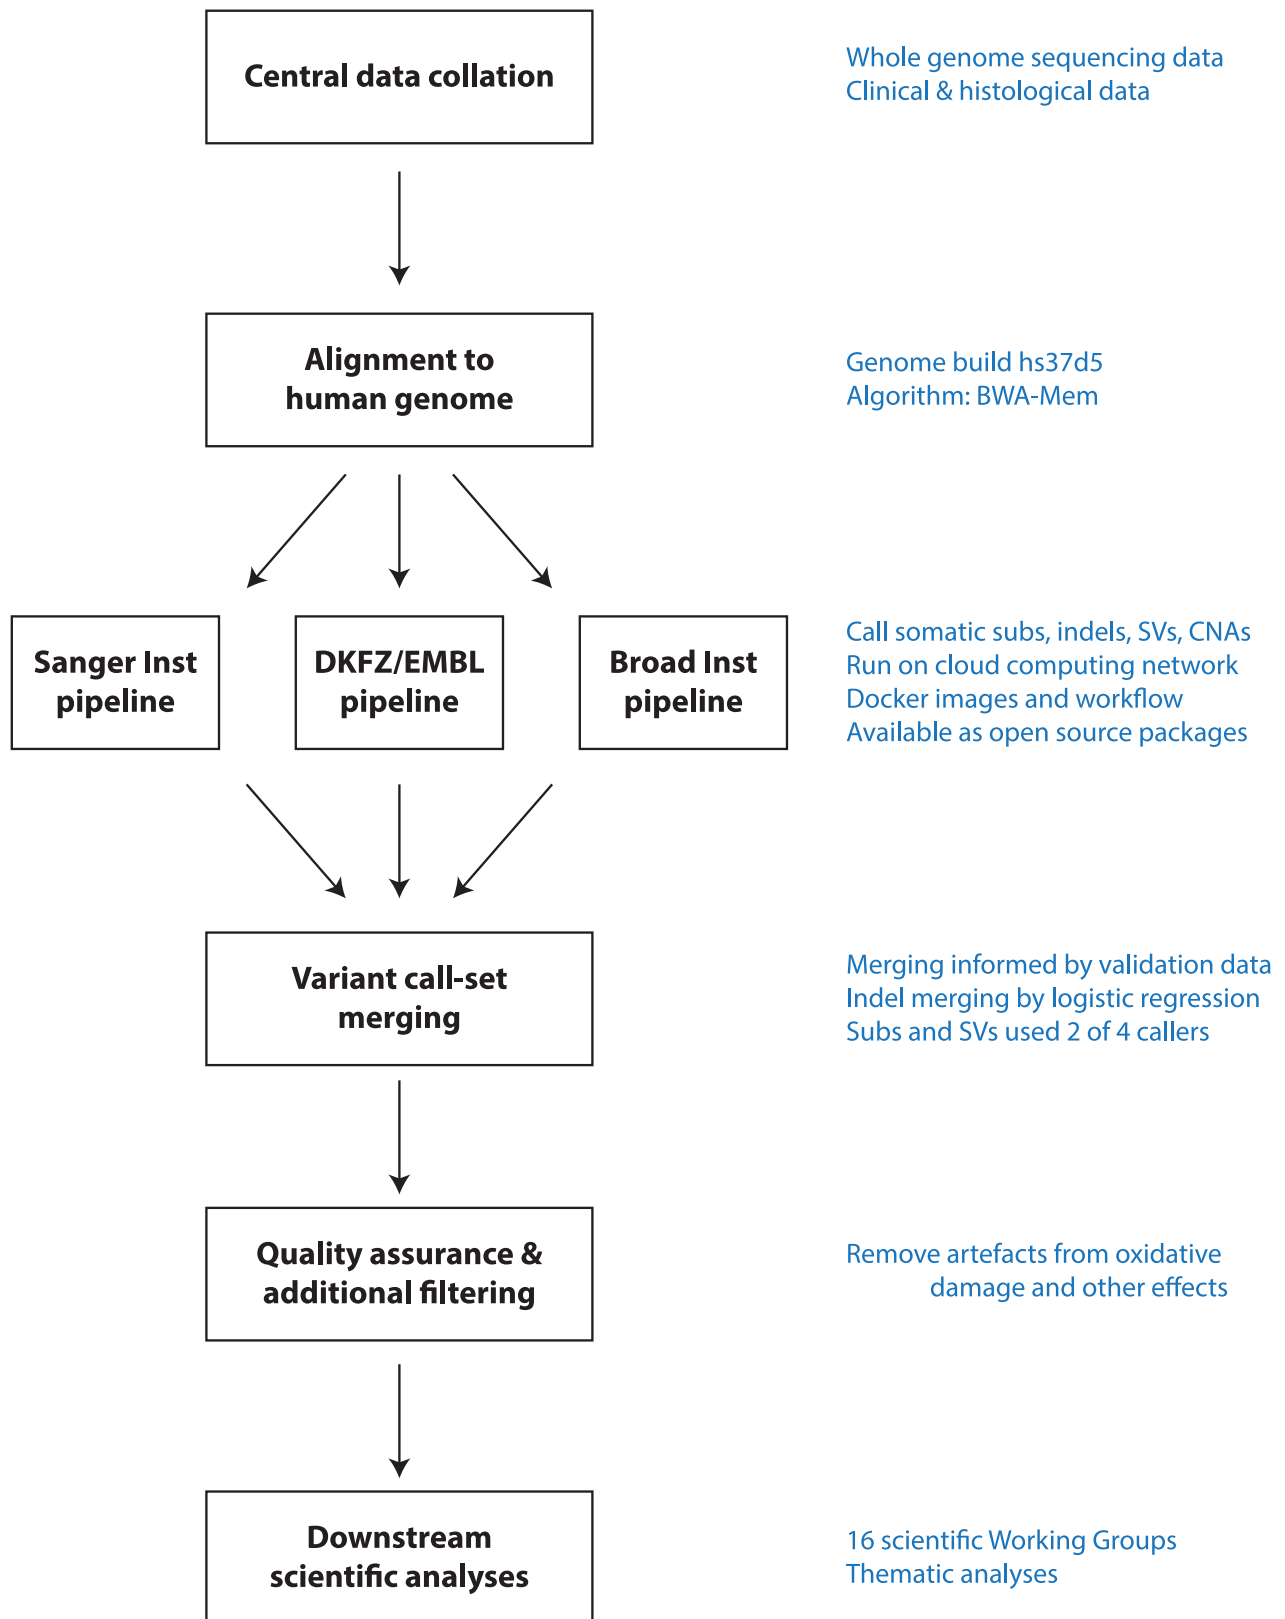 Central data collation
Whole genome sequencing data
Clinical & histological data
Alignment to
human genome
Genome build hs37d5
Algorithm: BWA-Mem
Sanger Inst
pipeline
DKFZ/EMBL
pipeline
Broad Inst
pipeline
Call somatic subs, indels, SVs, CNAs
Run on cloud computing network
Docker images and workflow
Available as open source packages
Variant call-set
merging
Merging informed by validation data
Indel merging by logistic regression
Subs and SVs used 2 of 4 callers
Quality assurance &
additional filtering
Remove artefacts from oxidative
damage and other effects
Downstream
scientific analyses
16 scientific Working Groups
Thematic analyses